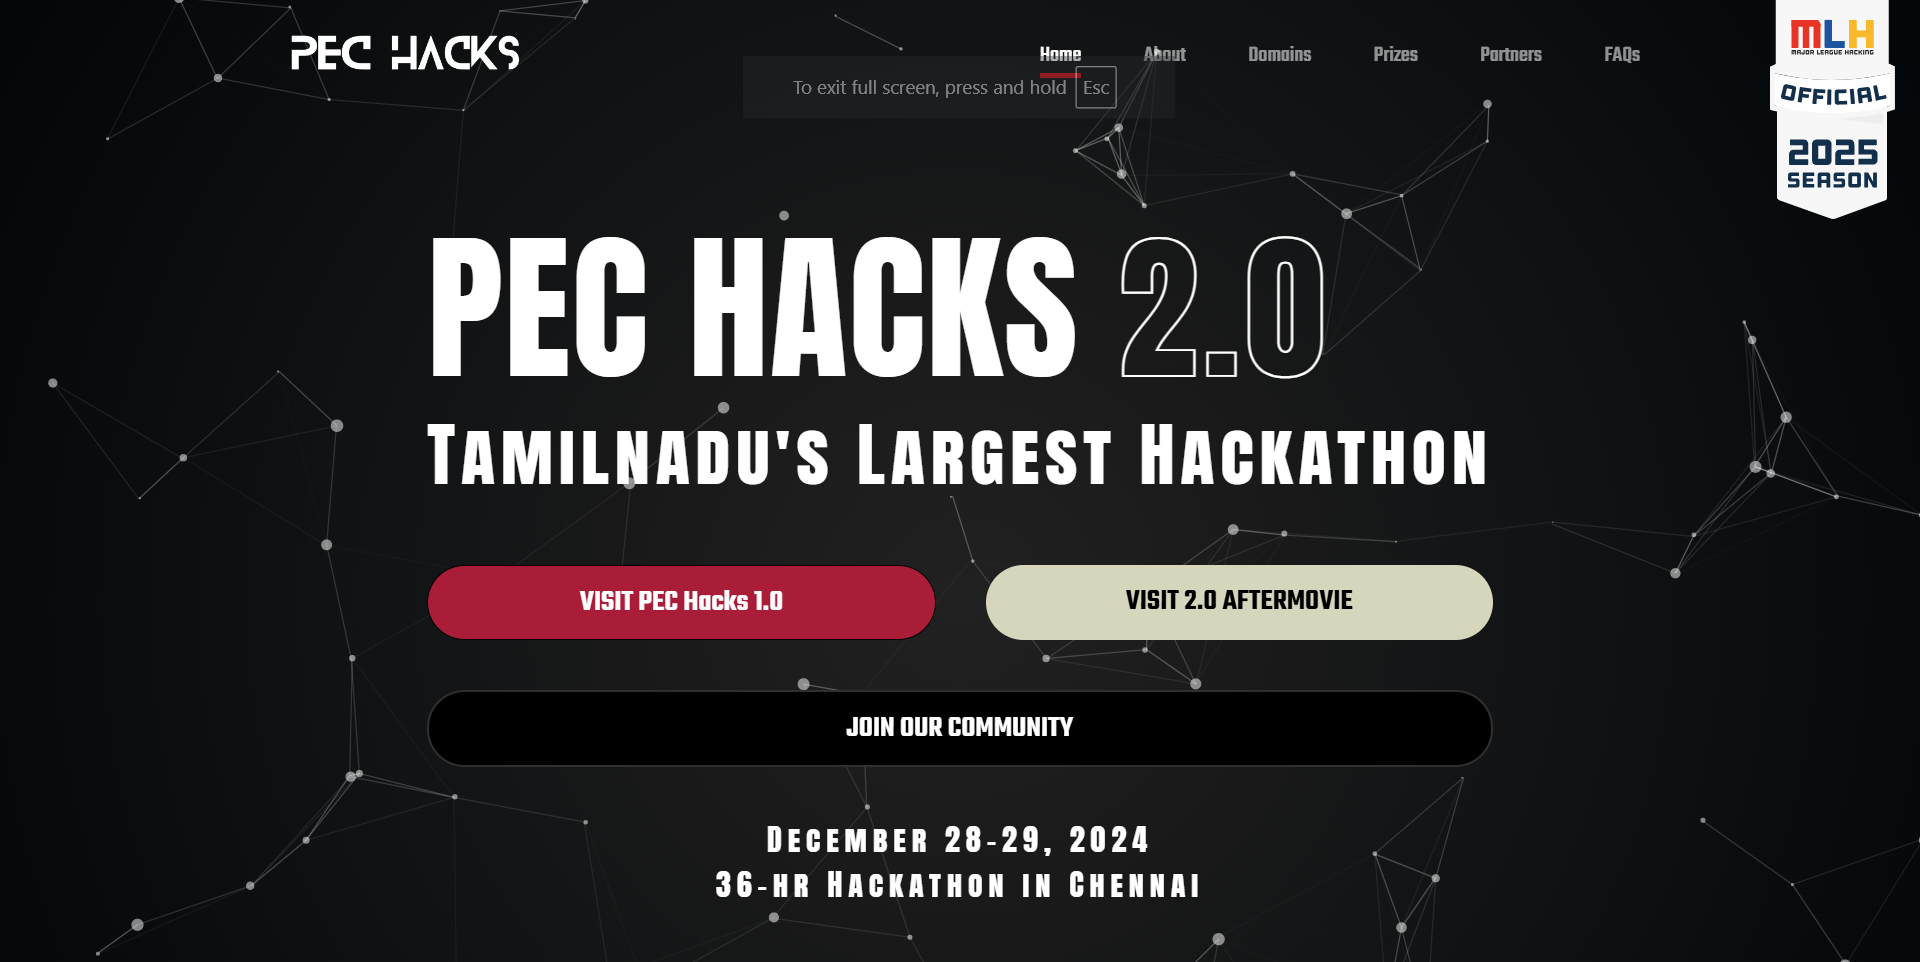 PEC HACKS
Home About Domains Prizes Partners FAQs
To exit full screen, press and hold Esc
MLH
MAJOR LEAGUE HACKING
OFFICIAL
2025
SEASON
PEC HACKS 2.0
Tamilnadu's Largest Hackathon
VISIT PEC Hacks 1.0
VISIT 2.0 AFTERMOVIE
JOIN OUR COMMUNITY
December 28-29, 2024
36-hr Hackathon in Chennai